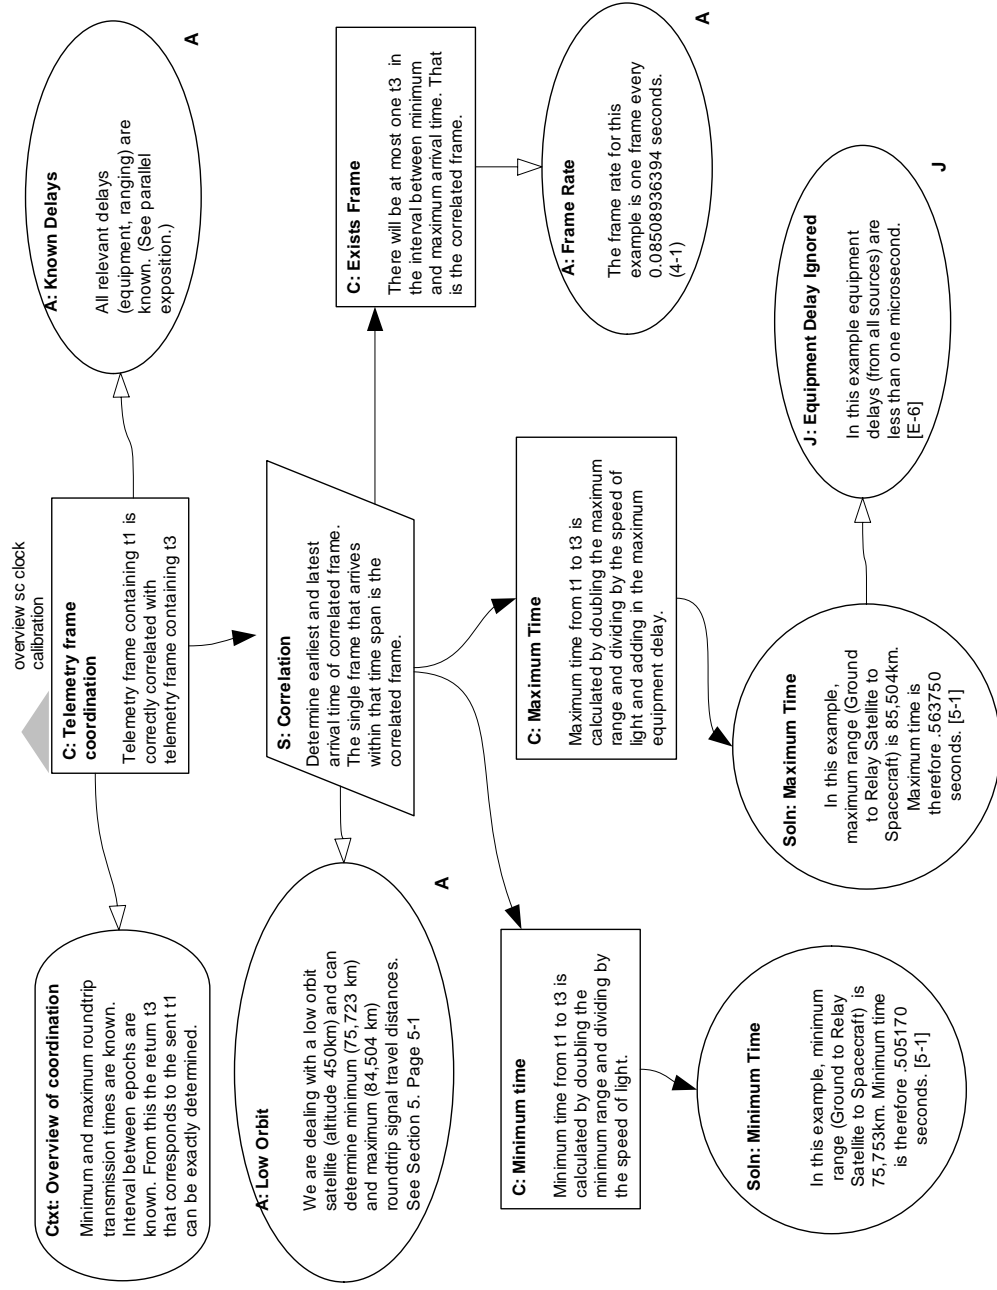 overview sc clock
calibration
Ctxt: Overview of coordination
Minimum and maximum roundtrip
transmission times are known.
Interval between epochs are
known. From this the return t3
that corresponds to the sent t1
can be exactly determined.
C: Telemetry frame
coordination
Telemetry frame containing t1 is
correctly correlated with
telemetry frame containing t3
A: Known Delays
All relevant delays
(equipment, ranging) are
known. (See parallel
exposition.)
A
A: Low Orbit
We are dealing with a low orbit
satellite (altitude 450km) and can
determine minimum (75,723 km)
and maximum (84,504 km)
roundtrip signal travel distances.
See Section 5. Page 5-1
A
S: Correlation
Determine earliest and latest
arrival time of correlated frame.
The single frame that arrives
within that time span is the
correlated frame.
C: Exists Frame
There will be at most one t3 in
the interval between minimum
and maximum arrival time. That
is the correlated frame.
C: Minimum time
Minimum time from t1 to t3 is
calculated by doubling the
minimum range and dividing by
the speed of light.
C: Maximum Time
Maximum time from t1 to t3 is
calculated by doubling the maximum
range and dividing by the speed of
light and adding in the maximum
equipment delay.
A: Frame Rate
The frame rate for this
example is one frame every
0.08508936394 seconds.
(4-1)
A
Soln: Minimum Time
In this example, minimum
range (Ground to Relay
Satellite to Spacecraft) is
75,753km. Minimum time
is therefore .505170
seconds. [5-1]
Soln: Maximum Time
In this example,
maximum range (Ground
to Relay Satellite to
Spacecraft) is 85,504km.
Maximum time is
therefore .563750
seconds. [5-1]
J: Equipment Delay Ignored
In this example equipment
delays (from all sources) are
less than one microsecond.
[E-6]
J